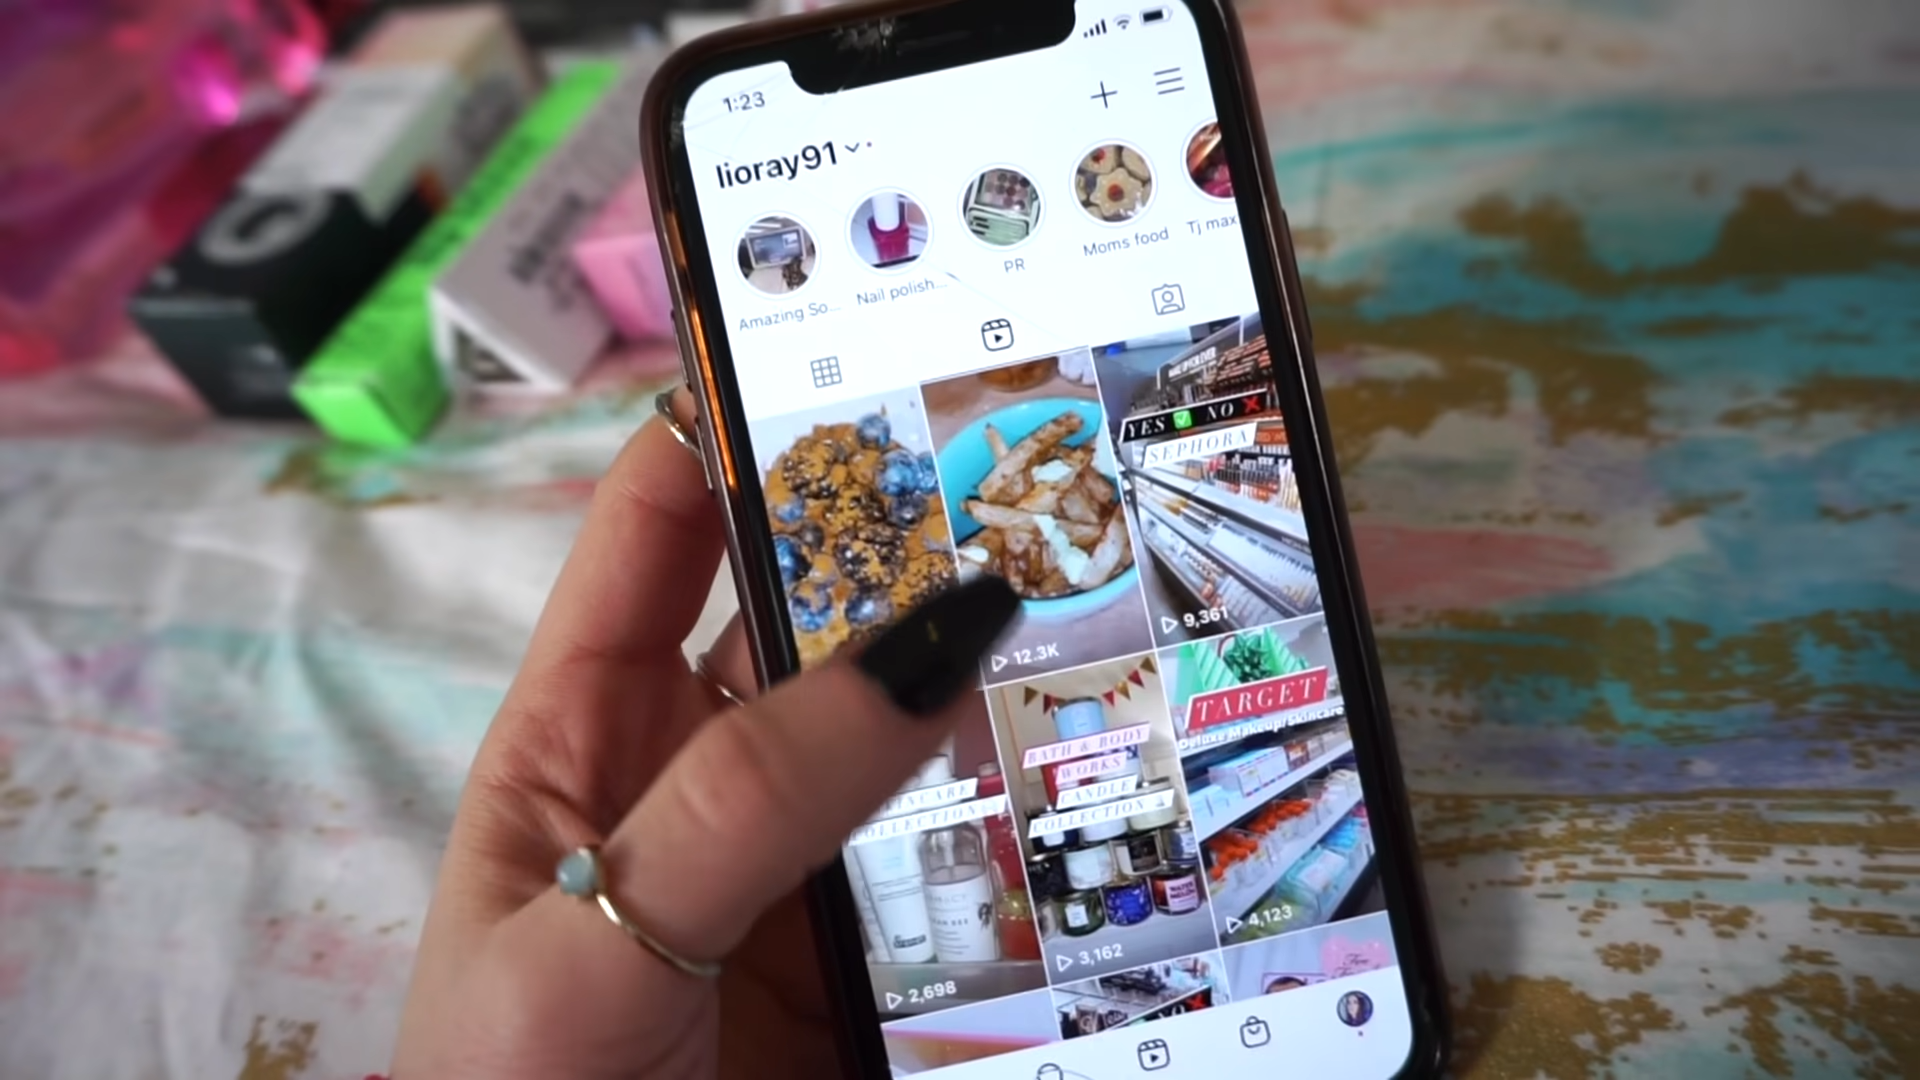 1:23
lioray91
Amazing So...
Nail polish...
PR
Moms food
Tj max
YES ✅ NO ❌
SEPHORA
12.3K
9,361
COLLECTION
2,698
BATH & BODY
WORKS
CANDLE
COLLECTION
3,162
TARGET
Deluxe Makeup/Skincare
4,123